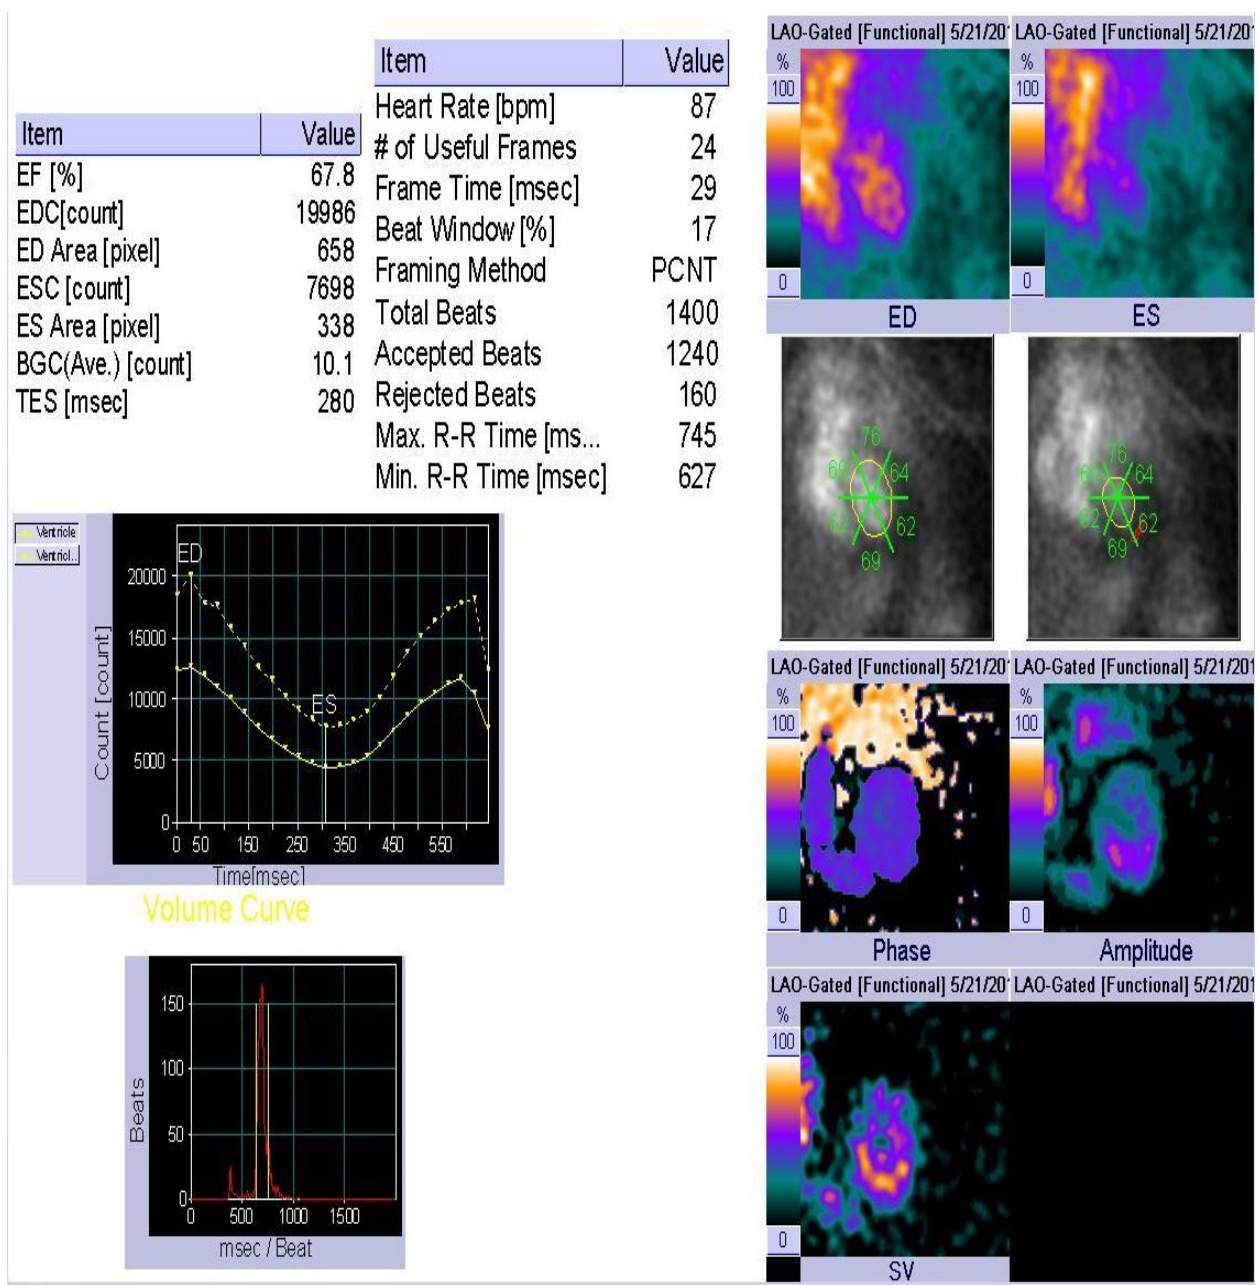 Item Value
EF [%] 67.8
EDC[count] 19986
ED Area [pixel] 658
ESC [count] 7698
ES Area [pixel] 338
BGC(Ave.) [count] 10.1
TES [msec] 280
Item Value
Heart Rate [bpm] 87
# of Useful Frames 24
Frame Time [msec] 29
Beat Window [%] 17
Framing Method PCNT
Total Beats 1400
Accepted Beats 1240
Rejected Beats 160
Max. R-R Time [ms... 745
Min. R-R Time [msec] 627
Ventricle
Ventricl...
ED
ES
20000
15000
10000
5000
0
Count [count]
0 50 150 250 350 450 550
Time[msec]
Volume Curve
150
100
50
0
Beats
0 500 1000 1500
msec / Beat
LAO-Gated [Functional] 5/21/201
LAO-Gated [Functional] 5/21/201
%
100
0
%
100
0
ED
ES
76
64
62
69
62
76
64
62
69
62
LAO-Gated [Functional] 5/21/201
LAO-Gated [Functional] 5/21/201
%
100
0
%
100
0
Phase
Amplitude
LAO-Gated [Functional] 5/21/201
LAO-Gated [Functional] 5/21/201
%
100
0
SV